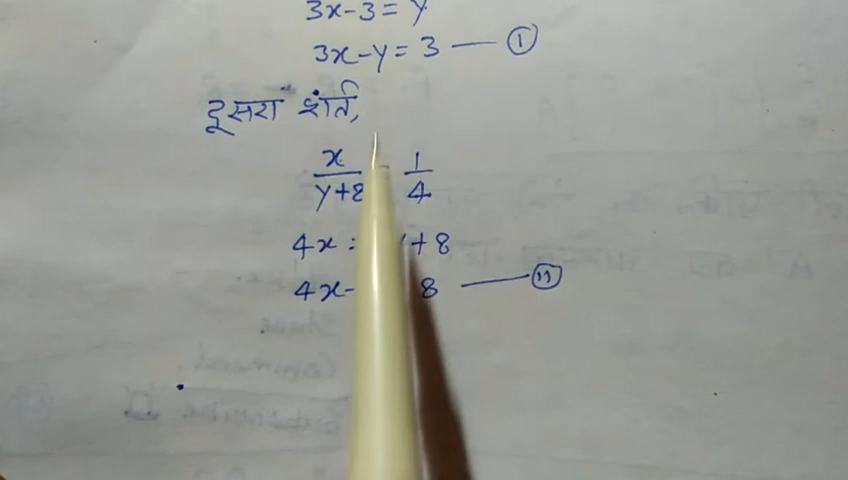 3x-3 = y
3x-y = 3 — ①
दूसरा शर्त,
x/y+8 1/4
4x = y+8
4x- 8 — ⑪